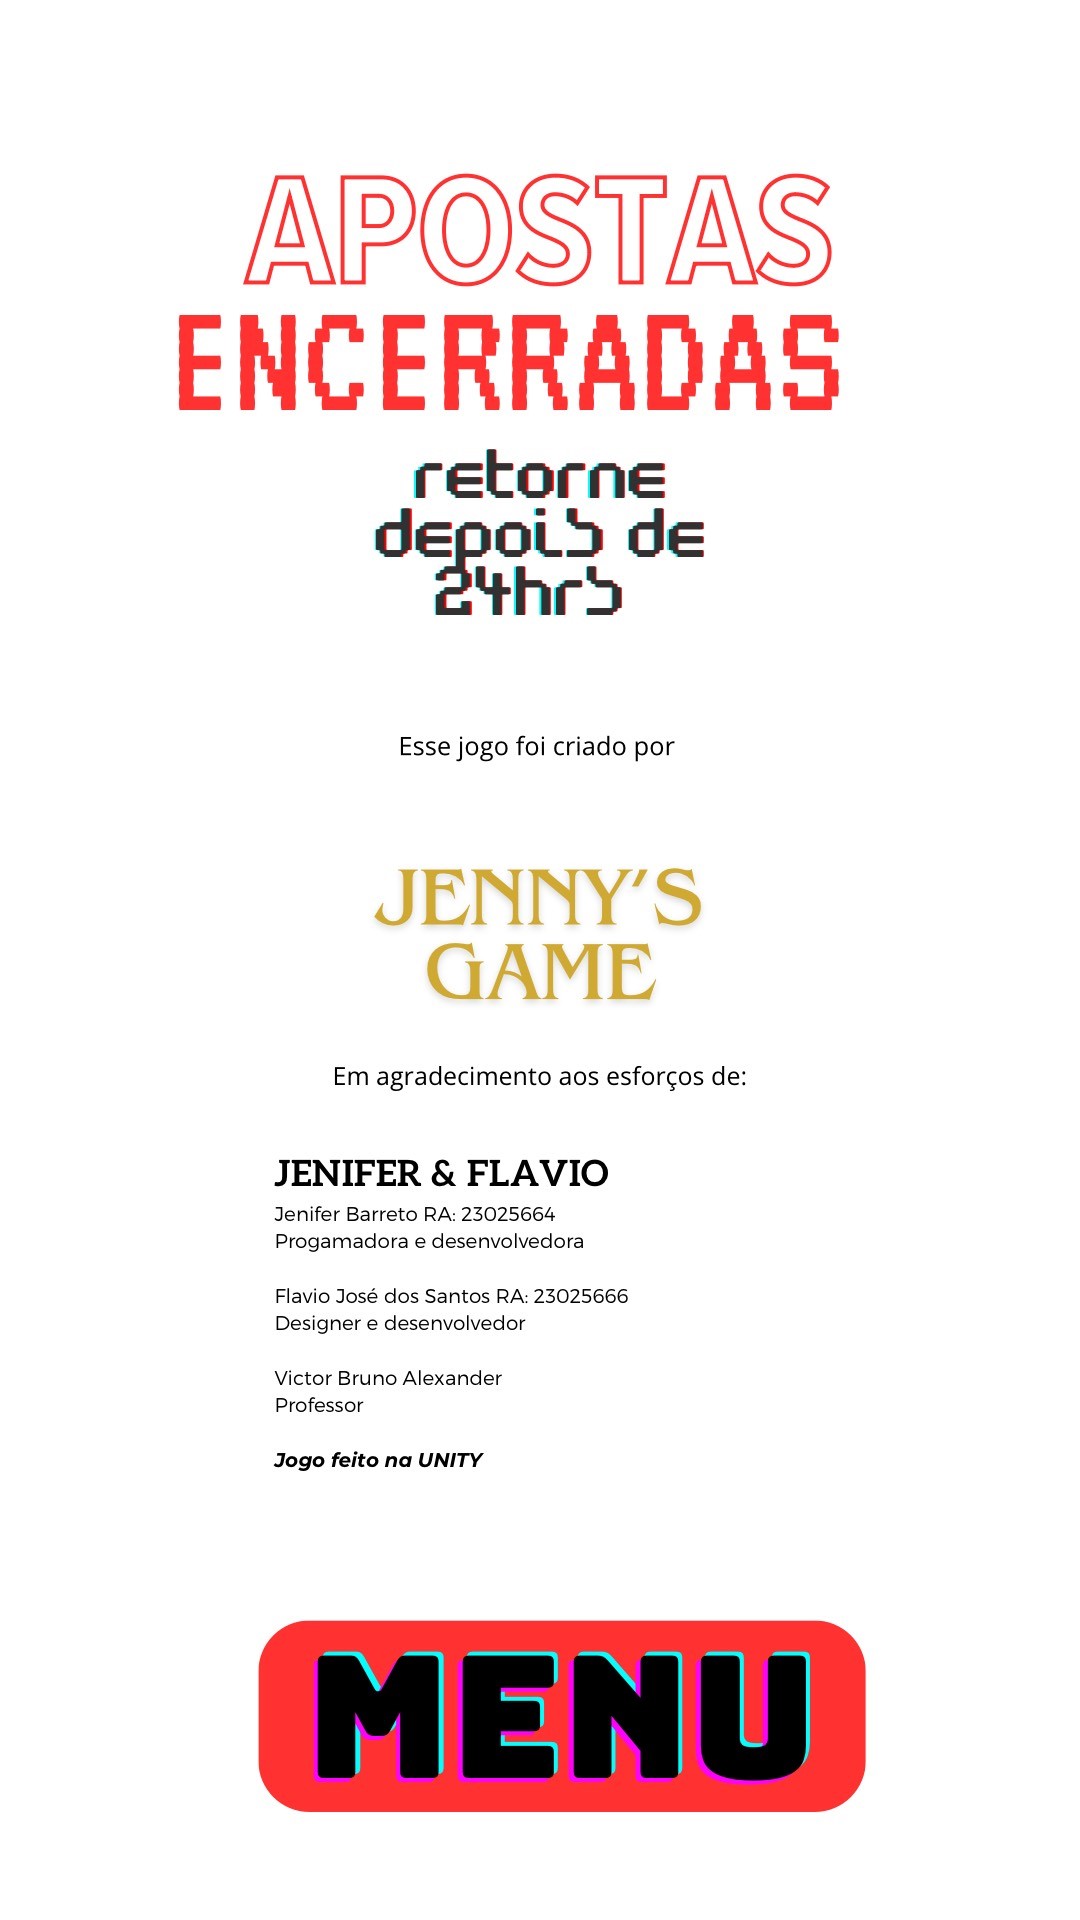 APOSTAS
ENCERRADAS
retorne
depois de
24hrs
Esse jogo foi criado por
JENNY'S
GAME
Em agradecimento aos esforços de:
JENIFER & FLAVIO
Jenifer Barreto RA: 23025664
Progamadora e desenvolvedora
Flavio José dos Santos RA: 23025666
Designer e desenvolvedor
Victor Bruno Alexander
Professor
Jogo feito na UNITY
MENU